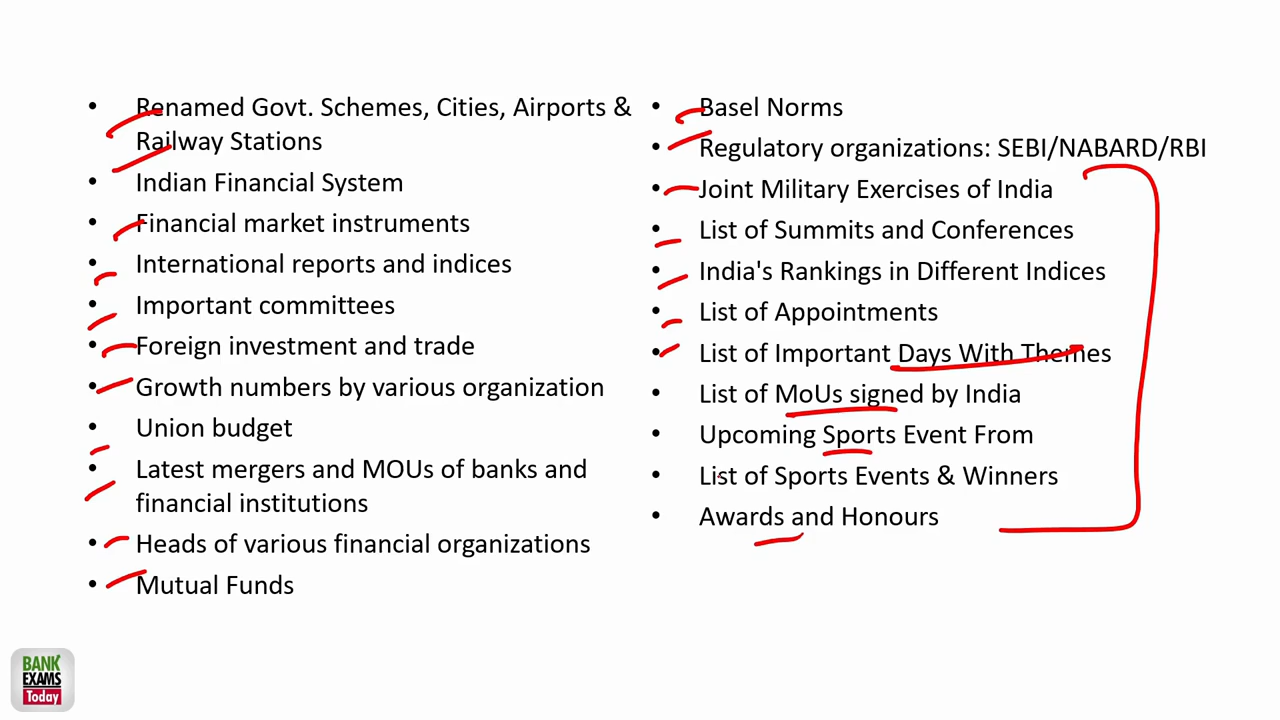 • Renamed Govt. Schemes, Cities, Airports &
Railway Stations
• Indian Financial System
• Financial market instruments
• International reports and indices
• Important committees
• Foreign investment and trade
• Growth numbers by various organization
• Union budget
• Latest mergers and MOUs of banks and
financial institutions
• Heads of various financial organizations
• Mutual Funds
• Basel Norms
• Regulatory organizations: SEBI/NABARD/RBI
• Joint Military Exercises of India
• List of Summits and Conferences
• India's Rankings in Different Indices
• List of Appointments
• List of Important Days With Themes
• List of MoUs signed by India
• Upcoming Sports Event From
• List of Sports Events & Winners
• Awards and Honours
BANK
EXAMS
Today